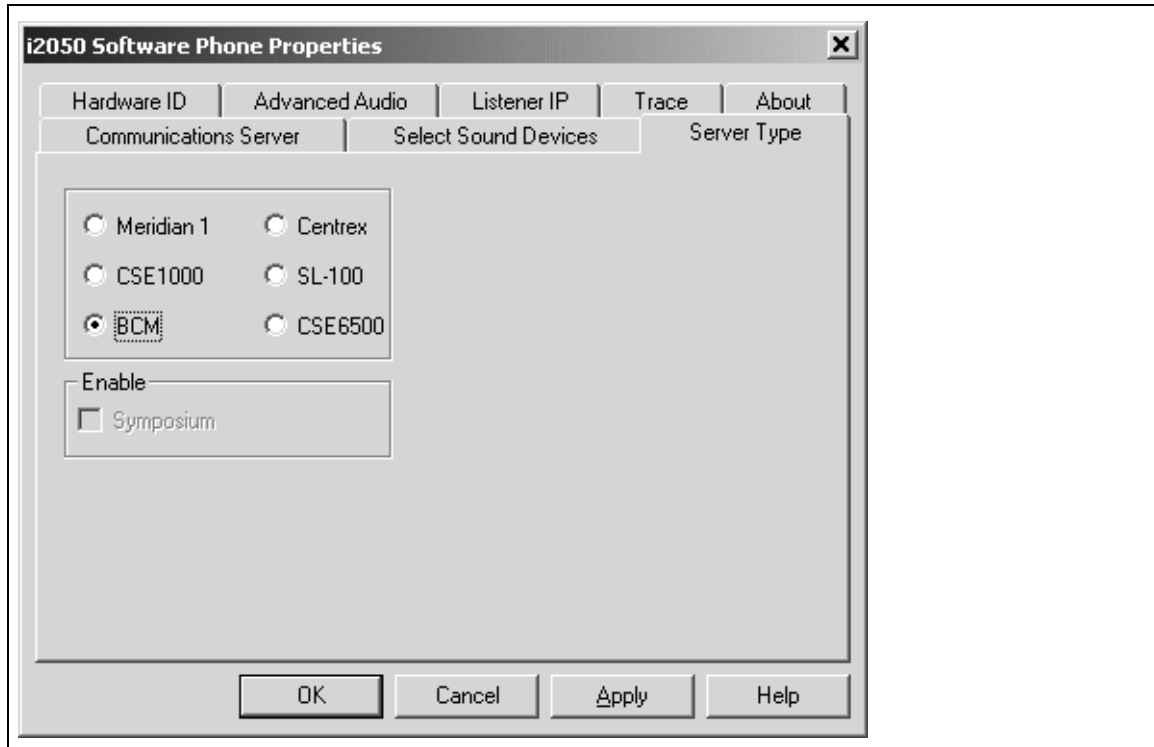 i2050 Software Phone Properties
Hardware ID Advanced Audio Listener IP Trace About
Communications Server Select Sound Devices Server Type
Meridian 1 Centrex
CSE1000 SL-100
BCM CSE6500
Enable
Symposium
OK Cancel Apply Help